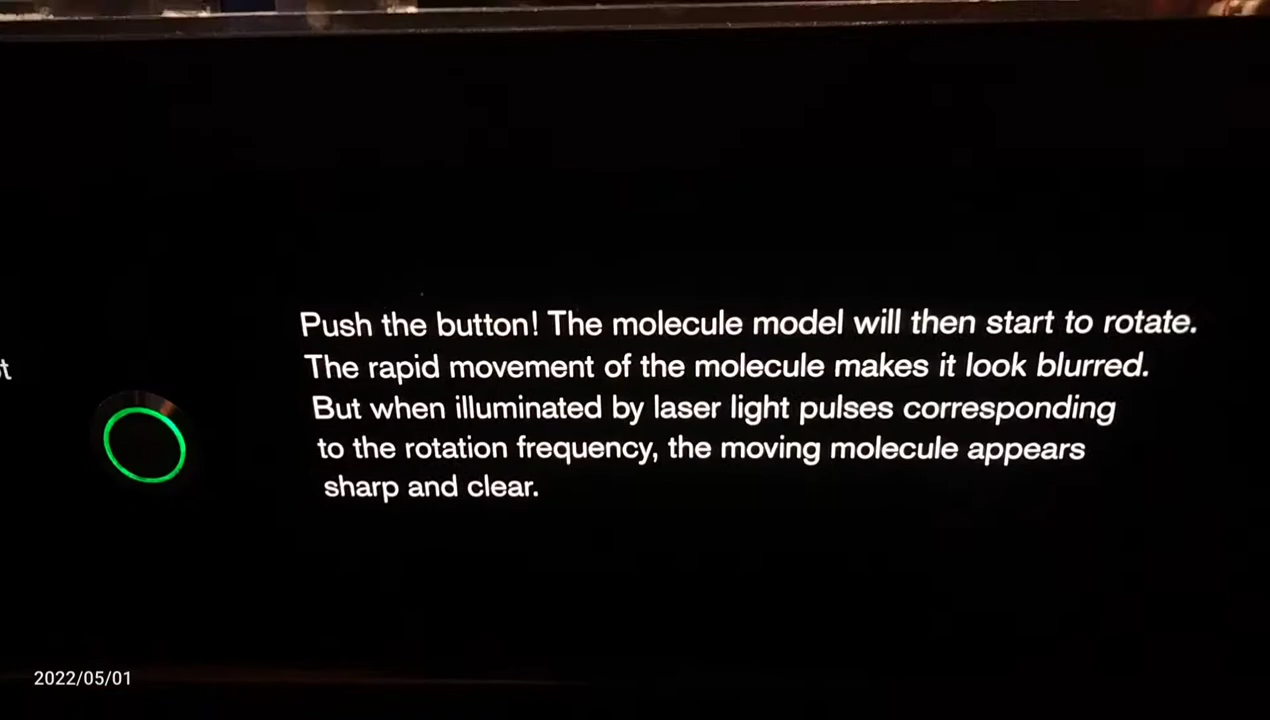 Push the button! The molecule model will then start to rotate.
The rapid movement of the molecule makes it look blurred.
But when illuminated by laser light pulses corresponding
to the rotation frequency, the moving molecule appears
sharp and clear.
2022/05/01